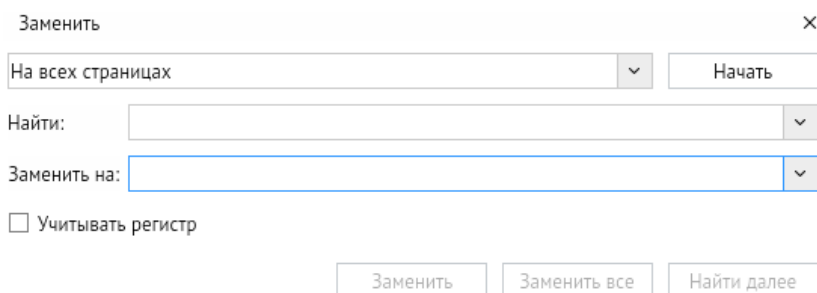 Заменить
На всех страницах
Начать
Найти:
Заменить на:
Учитывать регистр
Заменить
Заменить все
Найти далее